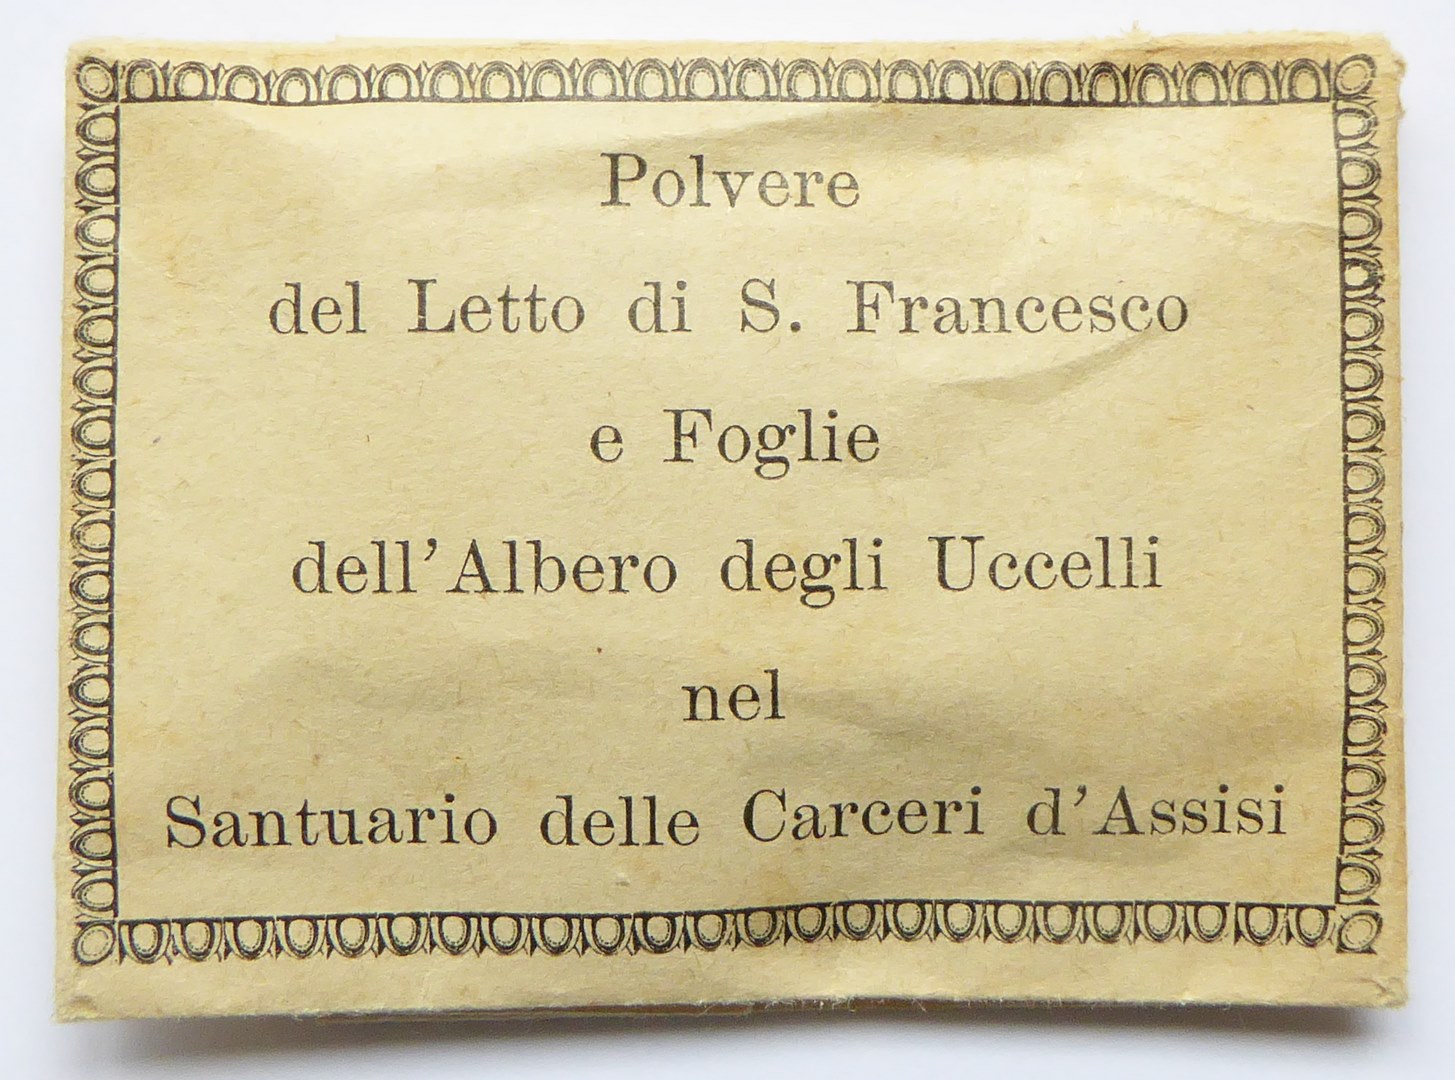 Polvere
del Letto di S. Francesco
e Foglie
dell'Albero degli Uccelli
nel
Santuario delle Carceri d'Assisi